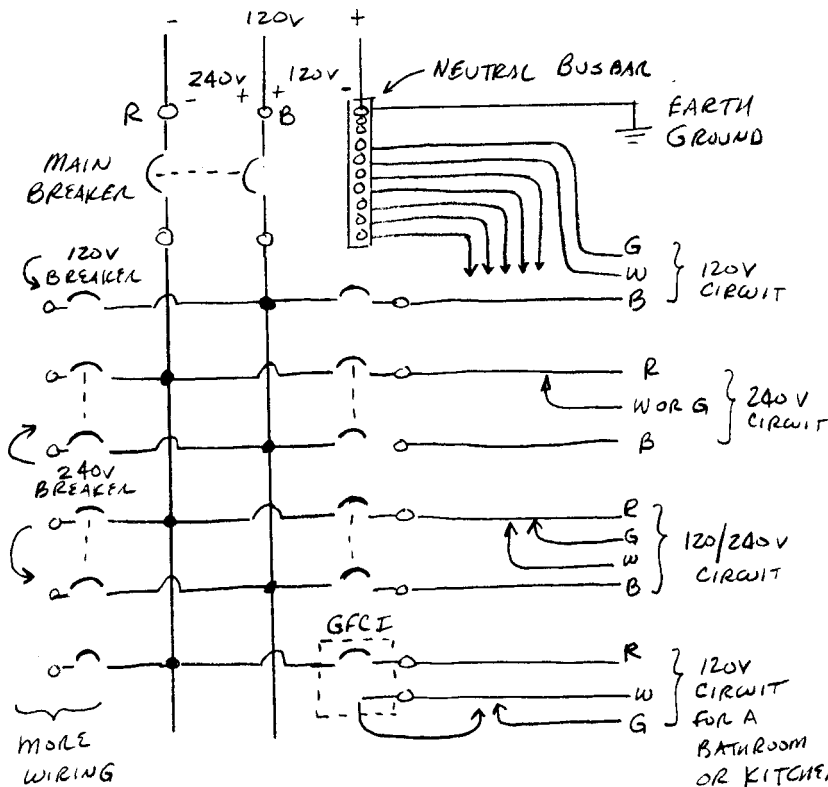 - 120V +
- 240V + 120V -
+ NEUTRAL BUSBAR
R B
EARTH
GROUND
MAIN
BREAKER
120V
BREAKER
G
W
B
120V
CIRCUIT
R
W OR G
B
240V
CIRCUIT
240V
BREAKER
R
G
W
B
120/240V
CIRCUIT
GFCI
R
W
G
120V
CIRCUIT
FOR A
BATHROOM
OR KITCHE
MORE
WIRING